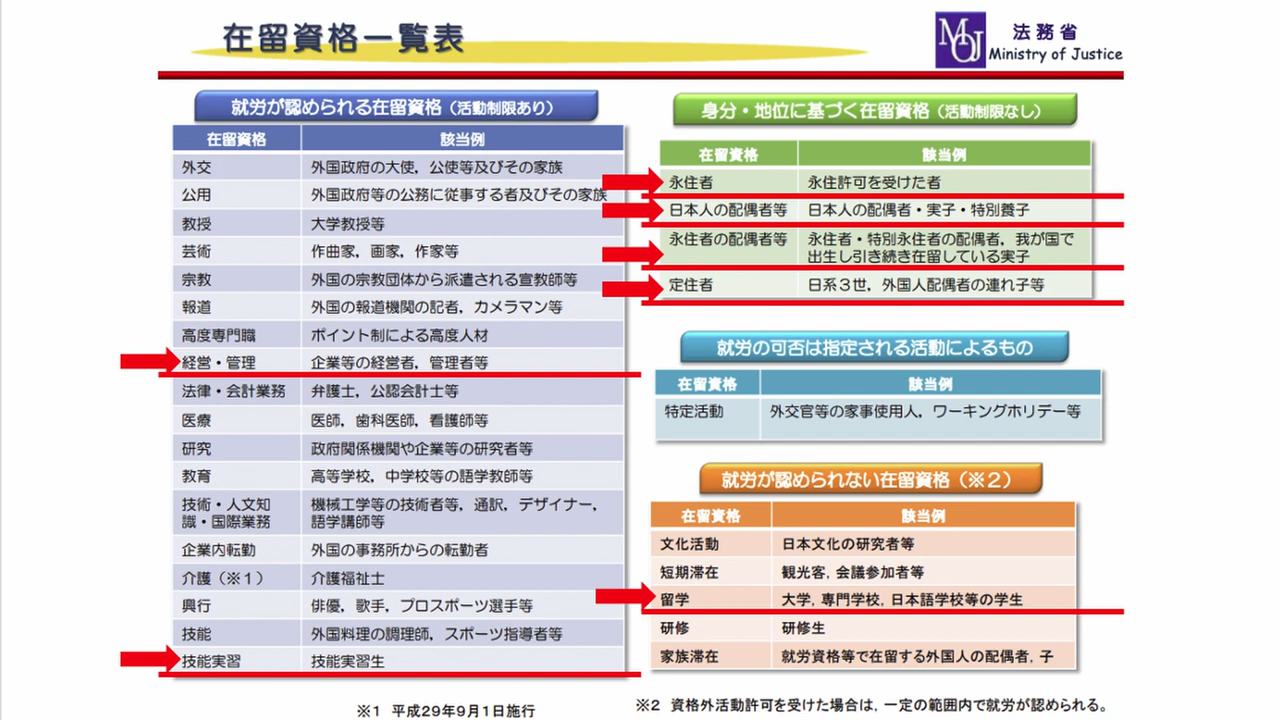 在留資格一覧表
MOJ
法務省
Ministry of Justice
就労が認められる在留資格（活動制限あり）
在留資格 該当例
外交 外国政府の大使，公使等及びその家族
公用 外国政府等の公務に従事する者及びその家族
教授 大学教授等
芸術 作曲家，画家，作家等
宗教 外国の宗教団体から派遣される宣教師等
報道 外国の報道機関の記者，カメラマン等
高度専門職 ポイント制による高度人材
経営・管理 企業等の経営者，管理者等
法律・会計業務 弁護士，公認会計士等
医療 医師，歯科医師，看護師等
研究 政府関係機関や企業等の研究者等
教育 高等学校，中学校等の語学教師等
技術・人文知 機械工学等の技術者等，通訳，デザイナー，
識・国際業務 語学講師等
企業内転勤 外国の事務所からの転勤者
介護（※１） 介護福祉士
興行 俳優，歌手，プロスポーツ選手等
技能 外国料理の調理師，スポーツ指導者等
技能実習 技能実習生
※１ 平成29年９月１日施行
身分・地位に基づく在留資格（活動制限なし）
在留資格 該当例
永住者 永住許可を受けた者
日本人の配偶者等 日本人の配偶者・実子・特別養子
永住者の配偶者等 永住者・特別永住者の配偶者，我が国で
出生し引き続き在留している実子
定住者 日系３世，外国人配偶者の連れ子等
就労の可否は指定される活動によるもの
在留資格 該当例
特定活動 外交官等の家事使用人，ワーキングホリデー等
就労が認められない在留資格（※２）
在留資格 該当例
文化活動 日本文化の研究者等
短期滞在 観光客，会議参加者等
留学 大学，専門学校，日本語学校等の学生
研修 研修生
家族滞在 就労資格等で在留する外国人の配偶者，子
※２ 資格外活動許可を受けた場合は，一定の範囲内で就労が認められる。